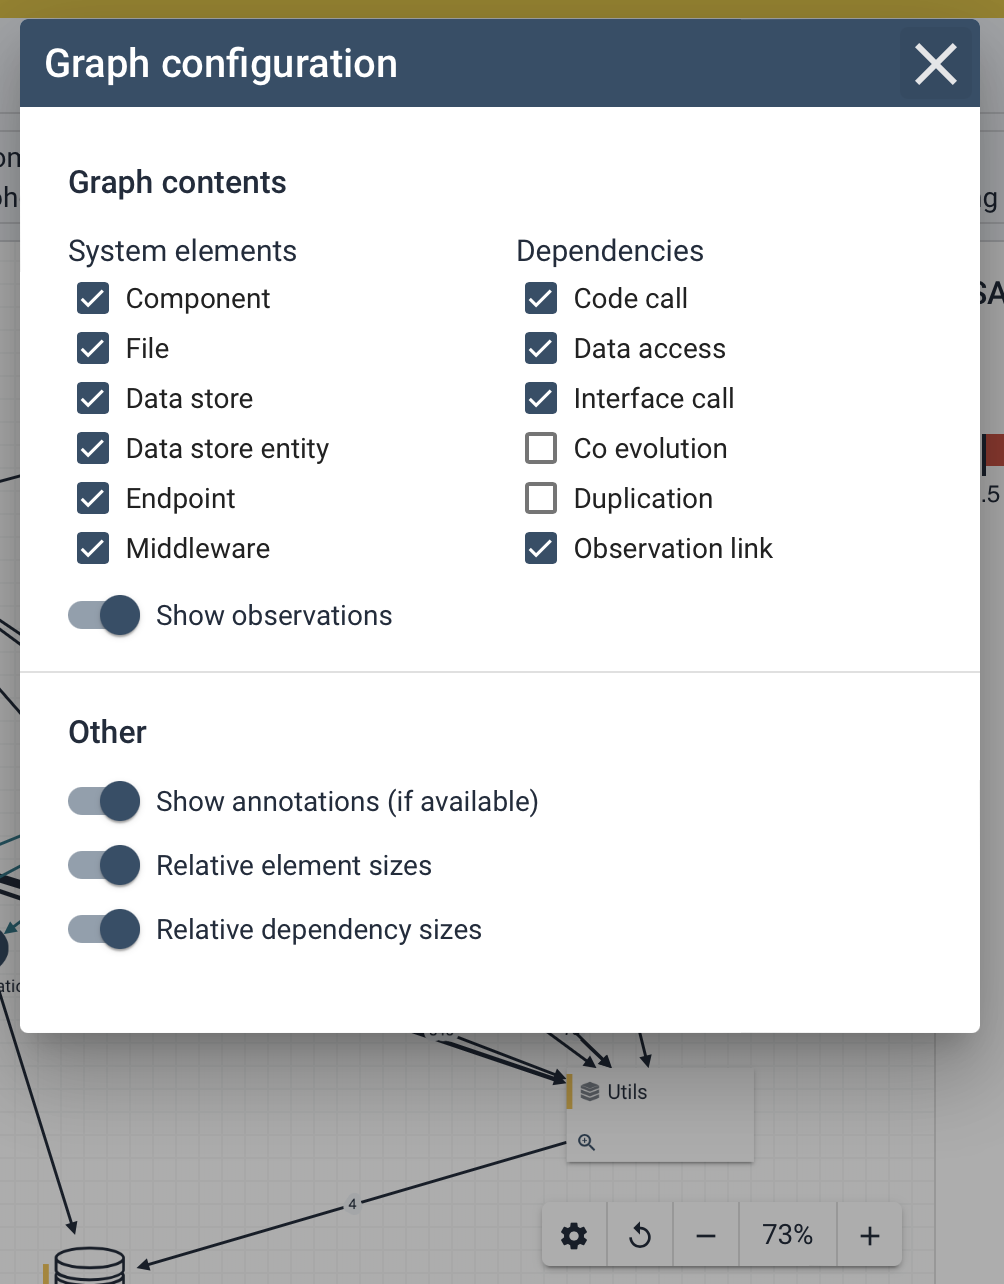 Graph configuration
Graph contents
System elements
Component
File
Data store
Data store entity
Endpoint
Middleware
Dependencies
Code call
Data access
Interface call
Co evolution
Duplication
Observation link
Show observations
Other
Show annotations (if available)
Relative element sizes
Relative dependency sizes
Utils
4
73%